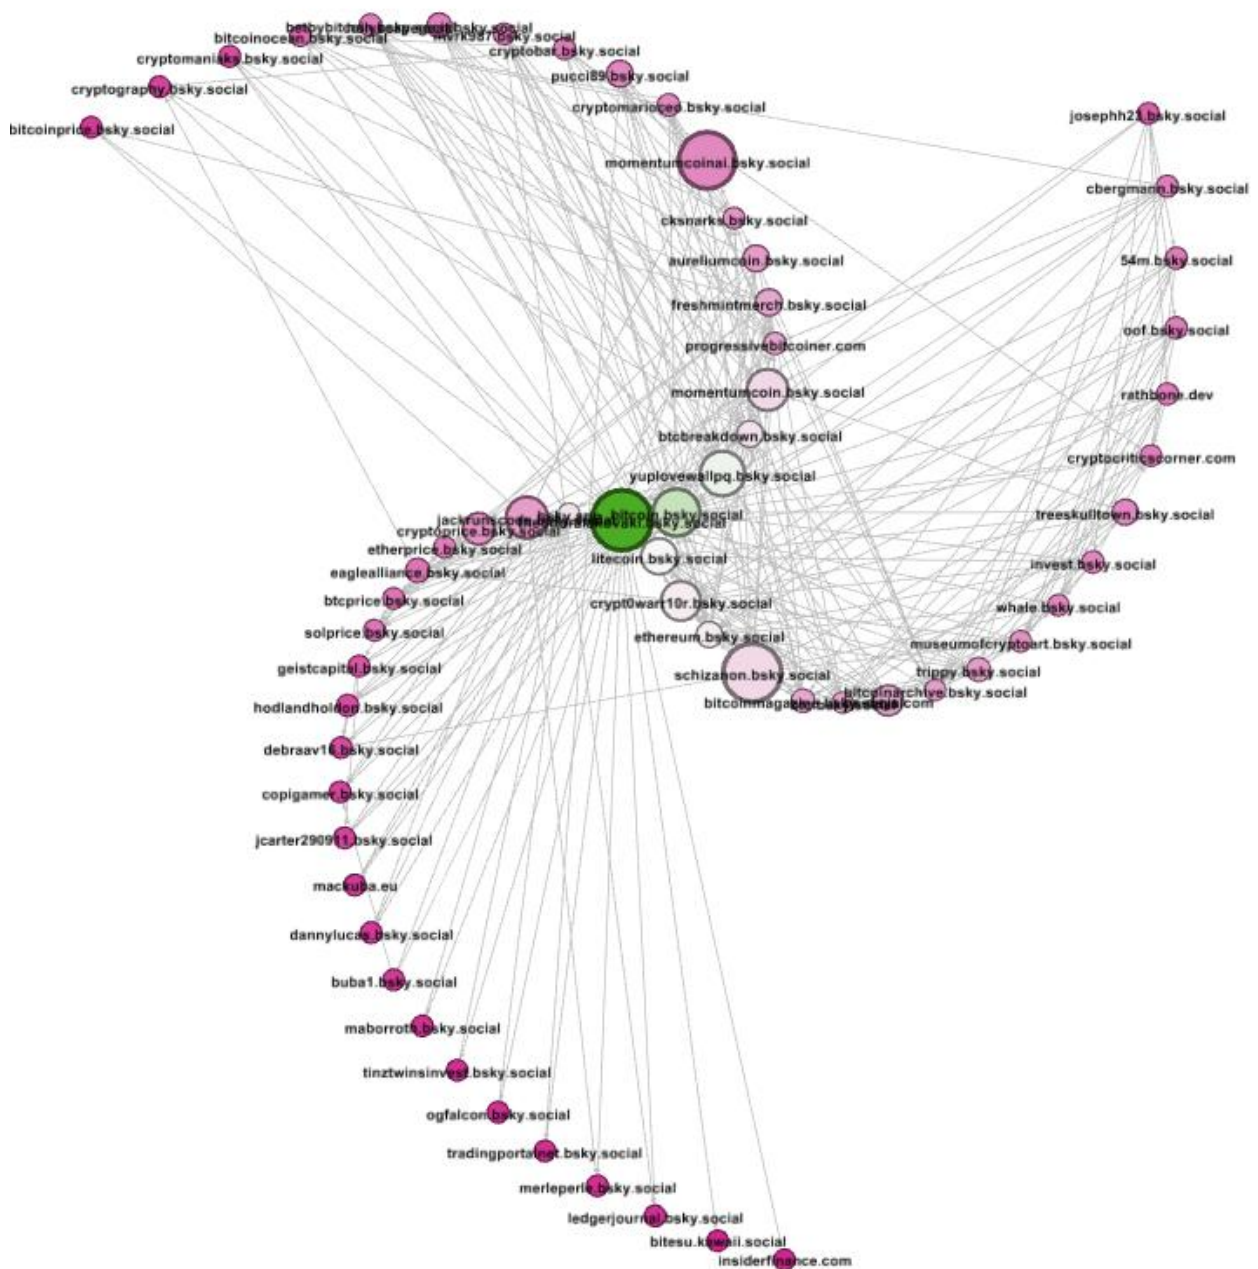 bitcoinocean.bsky.social
cryptobar.bsky.social
cryptomaniaks.bsky.social
pucci89.bsky.social
cryptography.bsky.social
cryptomarioceo.bsky.social
josephh23.bsky.social
bitcoinprice.bsky.social
momentumcoinai.bsky.social
cbergmann.bsky.social
cksnarks.bsky.social
aureliumcoin.bsky.social
54m.bsky.social
freshmintmerch.bsky.social
oof.bsky.social
progressivebitcoiner.com
momentumcoin.bsky.social
rathbone.dev
btcbreakdown.bsky.social
cryptocriticscorner.com
yuplovewallpq.bsky.social
bitcoin.bsky.social
treeskulltown.bsky.social
cryptoprice.bsky.social
etherprice.bsky.social
litecoin.bsky.social
invest.bsky.social
eaglealliance.bsky.social
btcprice.bsky.social
crypt0warr10r.bsky.social
whale.bsky.social
solprice.bsky.social
ethereum.bsky.social
museumofcryptoart.bsky.social
geistcapital.bsky.social
schizanon.bsky.social
trippy.bsky.social
bitcoinarchive.bsky.social
hodlandholdon.bsky.social
debraav16.bsky.social
copigamer.bsky.social
jcarter290911.bsky.social
mackuba.eu
dannylucas.bsky.social
buba1.bsky.social
maborroth.bsky.social
tinztwinsinvest.bsky.social
ogfalcon.bsky.social
tradingportalnet.bsky.social
merleperle.bsky.social
ledgerjournal.bsky.social
bitesu.kawaii.social
insiderfinance.com